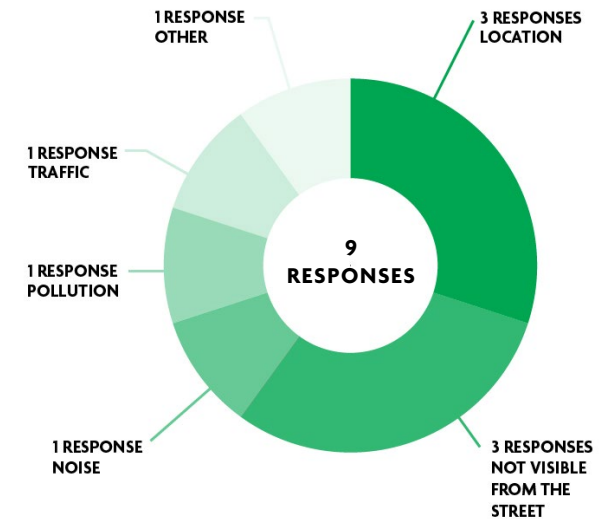 1 RESPONSE
OTHER
3 RESPONSES
LOCATION
1 RESPONSE
TRAFFIC
9
RESPONSES
1 RESPONSE
POLLUTION
1 RESPONSE
NOISE
3 RESPONSES
NOT VISIBLE
FROM THE
STREET